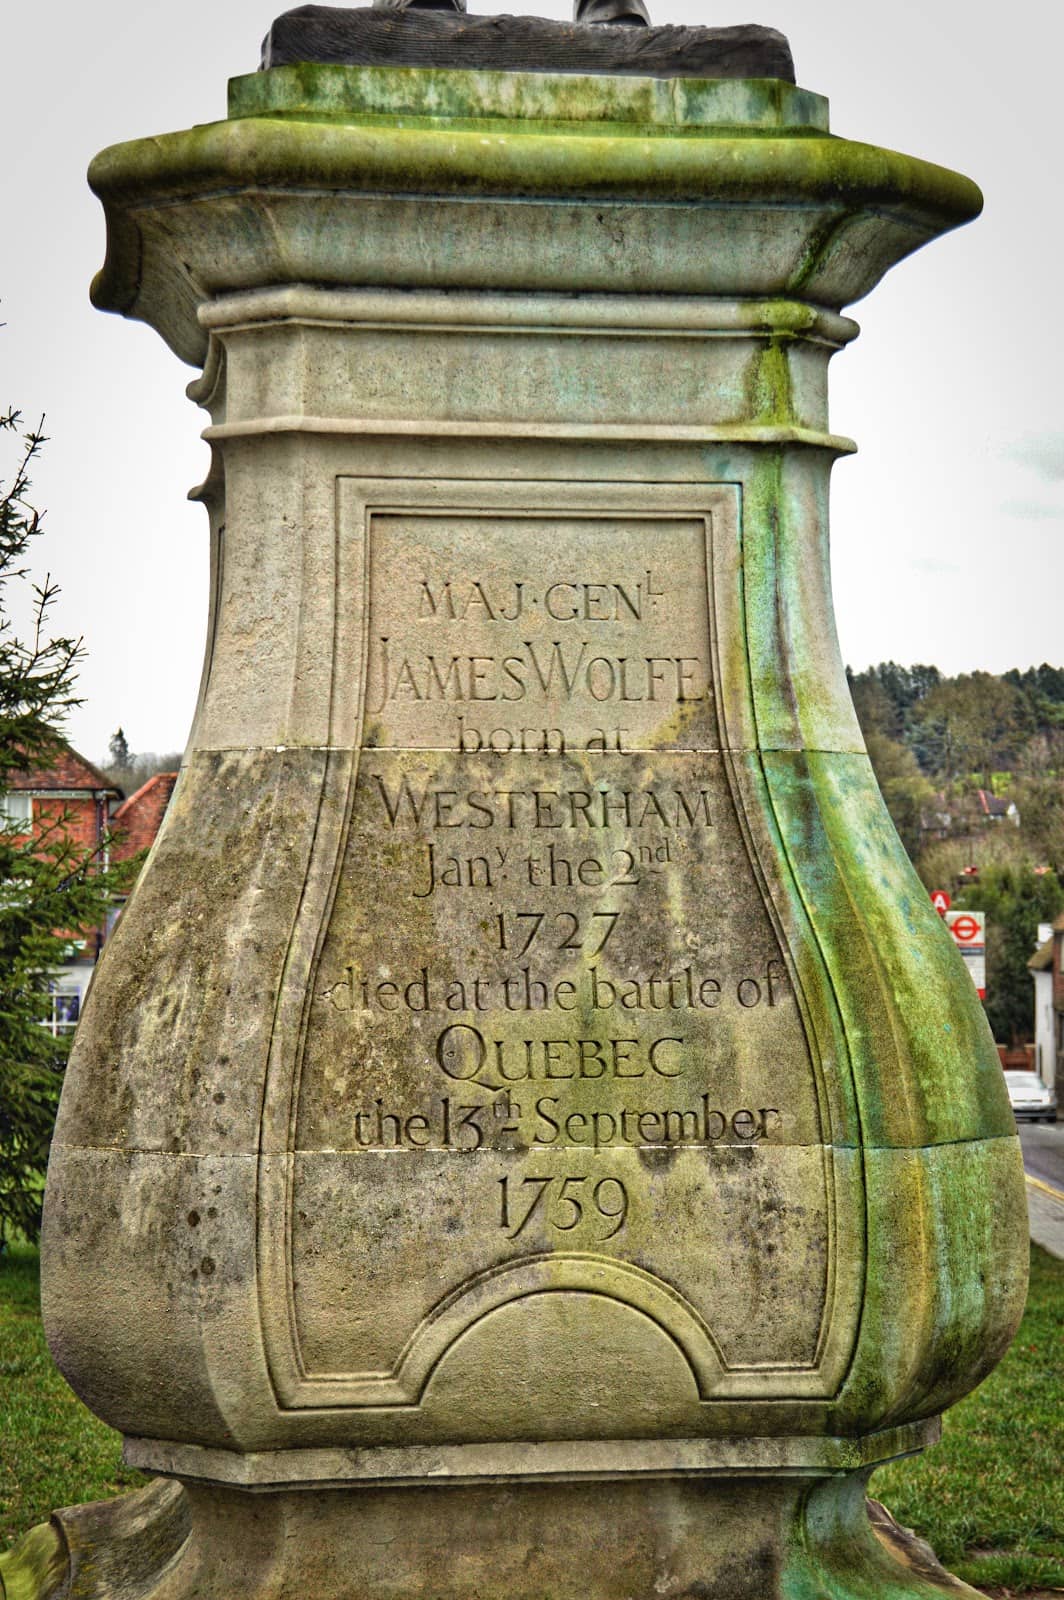 MAJ·GENL.
JAMES WOLFE
born at
WESTERHAM
Jany. the 2nd
1727
died at the battle of
QUEBEC
the 13th September
1759
A